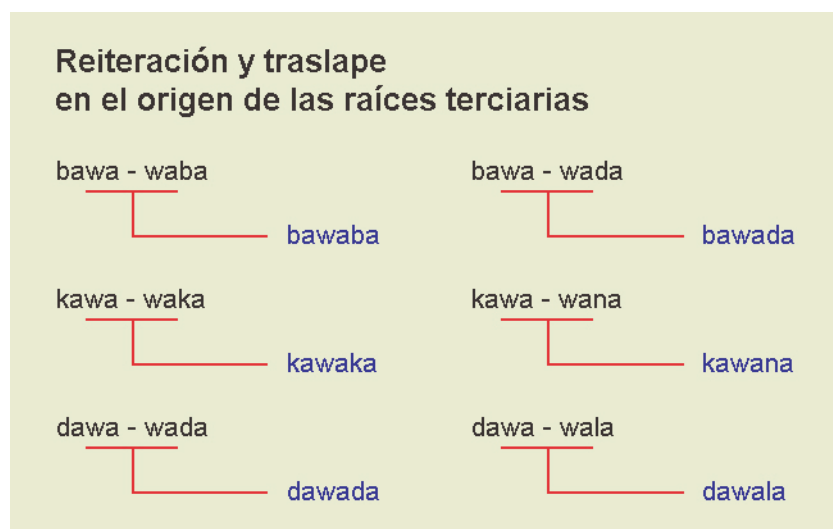 Reiteración y traslape
en el origen de las raíces terciarias
bawa - waba
bawaba
bawa - wada
bawada
kawa - waka
kawaka
kawa - wana
kawana
dawa - wada
dawada
dawa - wala
dawala